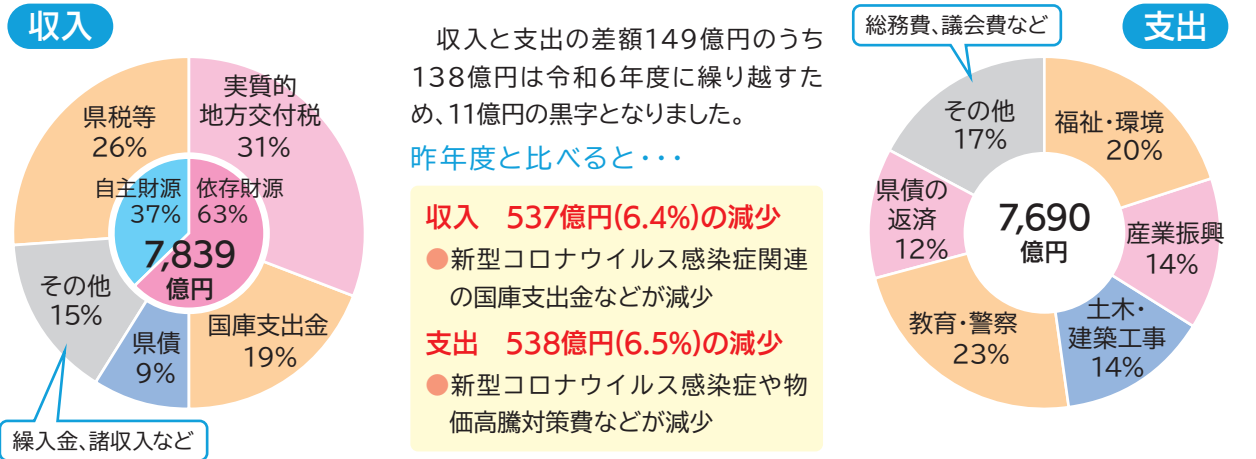 収入
実質的
地方交付税
31%
県税等
26%
自主財源
37%
依存財源
63%
7,839
億円
その他
15%
県債
9%
国庫支出金
19%
繰入金、諸収入など
収入と支出の差額149億円のうち
138億円は令和6年度に繰り越すた
め、11億円の黒字となりました。
昨年度と比べると・・・
収入 537億円(6.4%)の減少
●新型コロナウイルス感染症関連
の国庫支出金などが減少
支出 538億円(6.5%)の減少
●新型コロナウイルス感染症や物
価高騰対策費などが減少
支出
総務費、議会費など
その他
17%
福祉・環境
20%
県債の
返済
12%
7,690
億円
産業振興
14%
教育・警察
23%
土木・
建築工事
14%